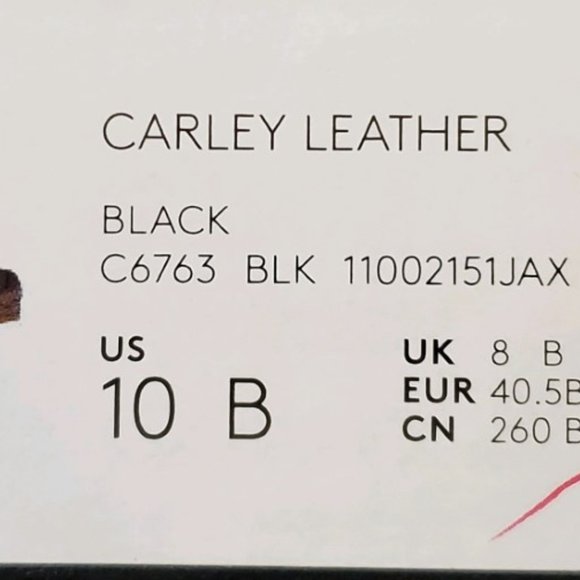 CARLEY LEATHER
BLACK
C6763 BLK 11002151JAX
US
10 B
UK 8 B
EUR 40.5B
CN 260 B